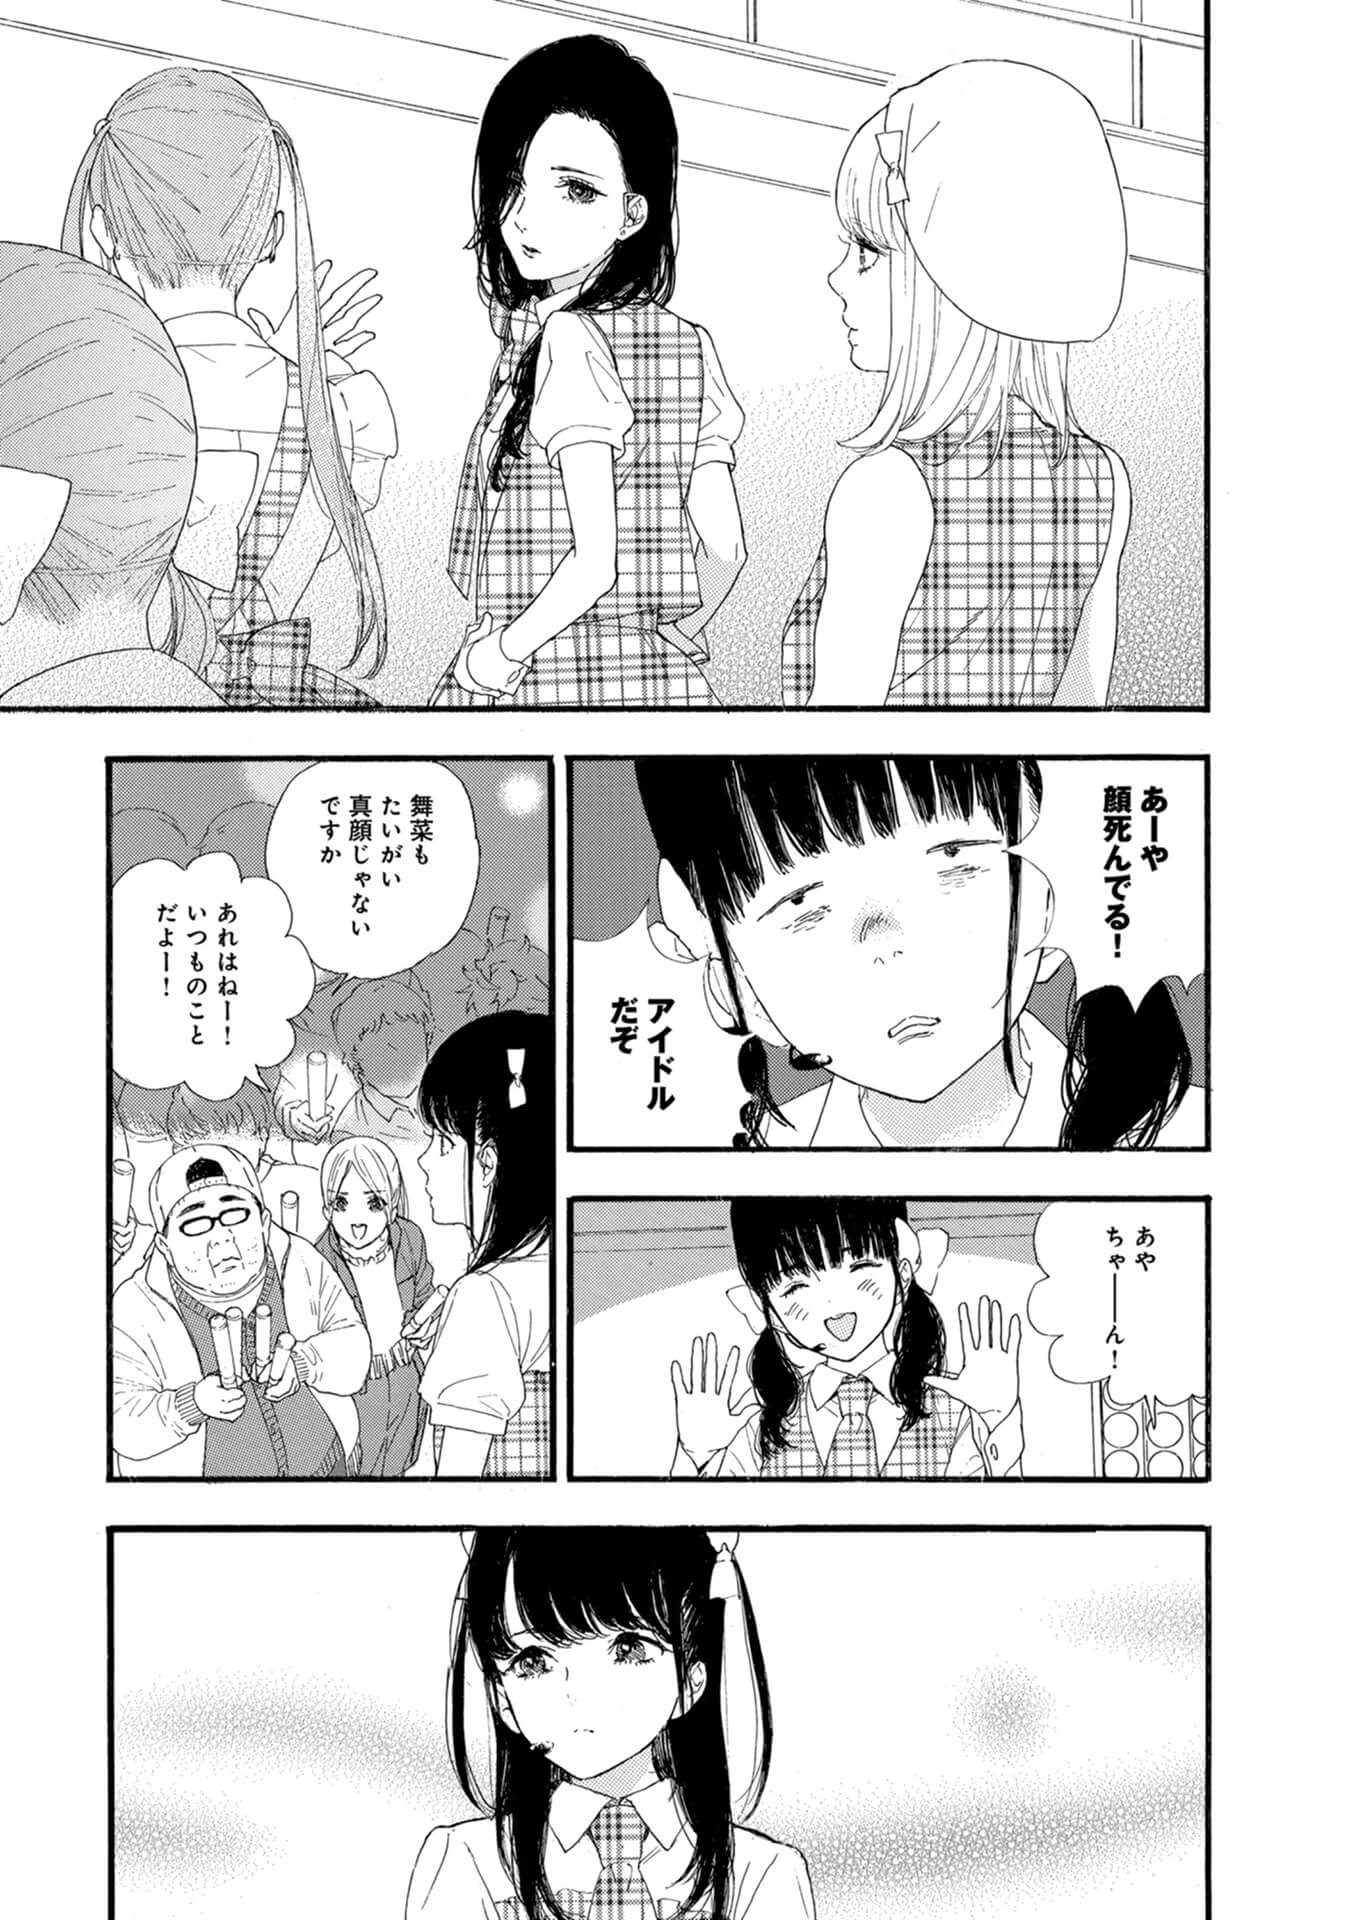 あーや
顔死んでる！
アイドル
だぞ
あや
ちゃーーん！
舞菜も
たいがい
真顔じゃない
ですか
あれはねー！
いつものこと
だよー！